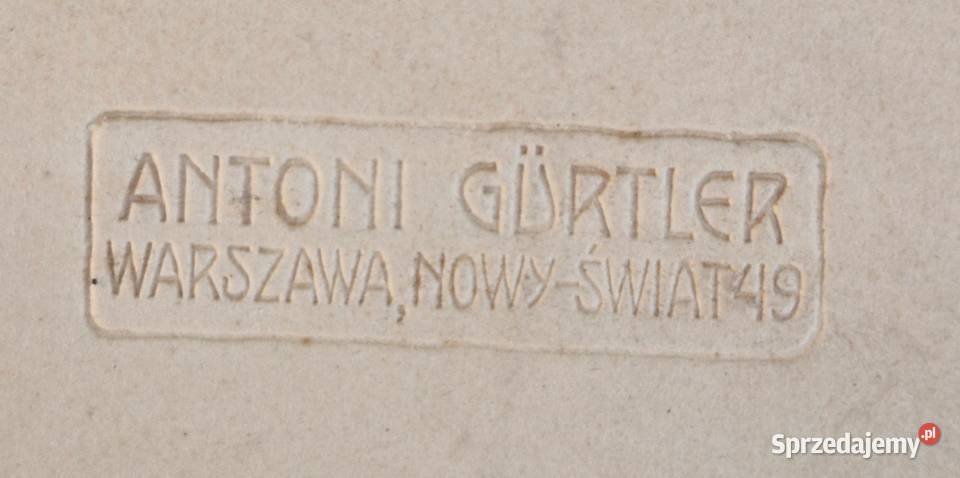 ANTONI GÜRTLER
WARSZAWA, NOWY-ŚWIAT 49
Sprzedajemy.pl